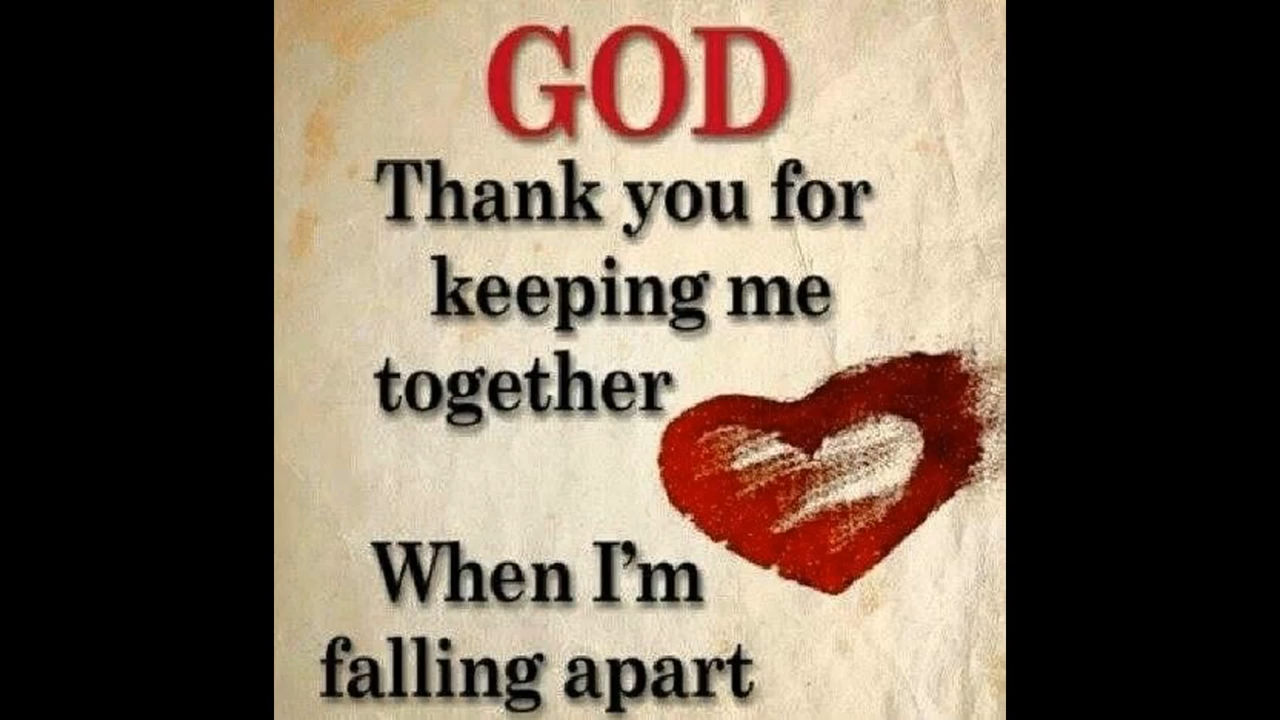 GOD
Thank you for
keeping me
together
When I'm
falling apart